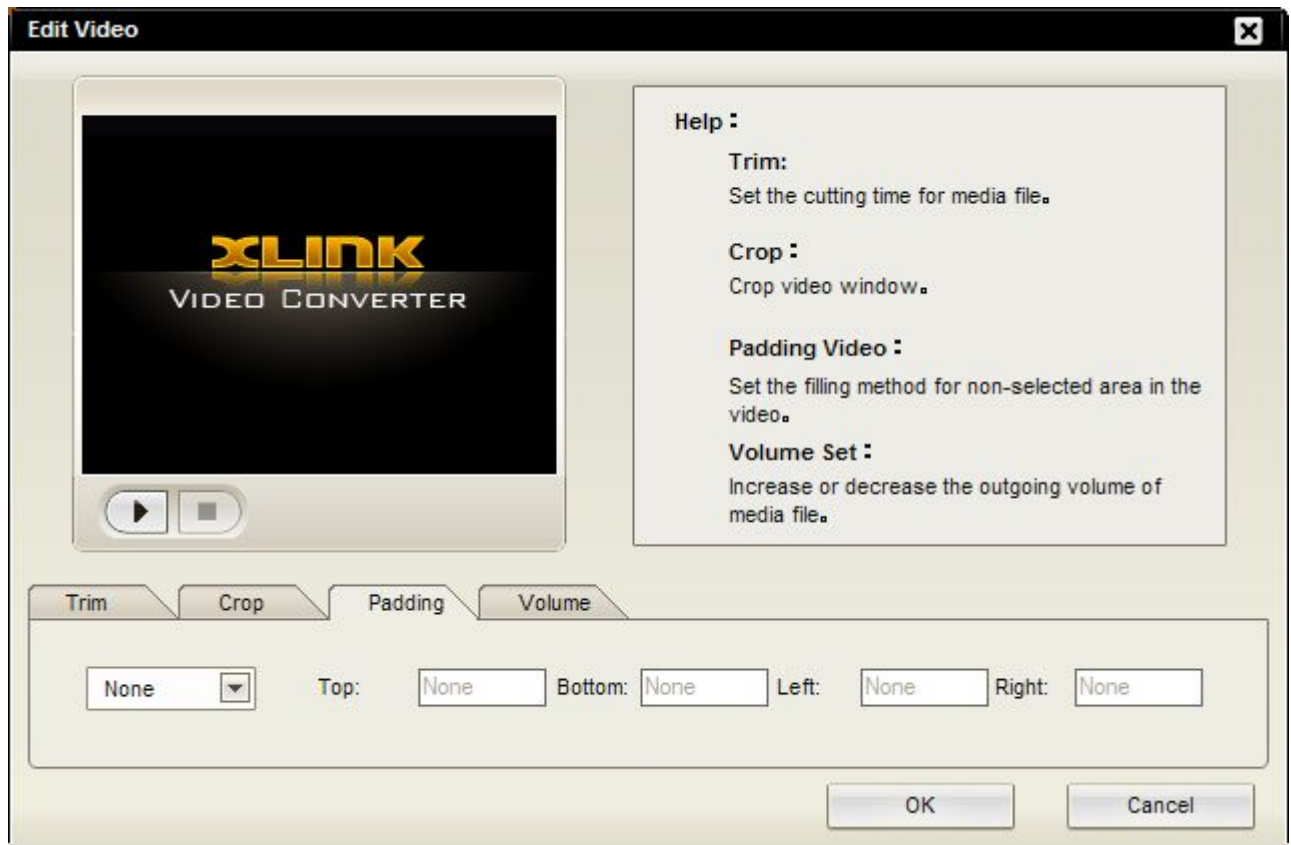 Edit Video
XLINK
VIDEO CONVERTER
Help：
Trim:
Set the cutting time for media file。
Crop：
Crop video window。
Padding Video：
Set the filling method for non-selected area in the
video。
Volume Set：
Increase or decrease the outgoing volume of
media file。
Trim Crop Padding Volume
None Top: None Bottom: None Left: None Right: None
OK Cancel